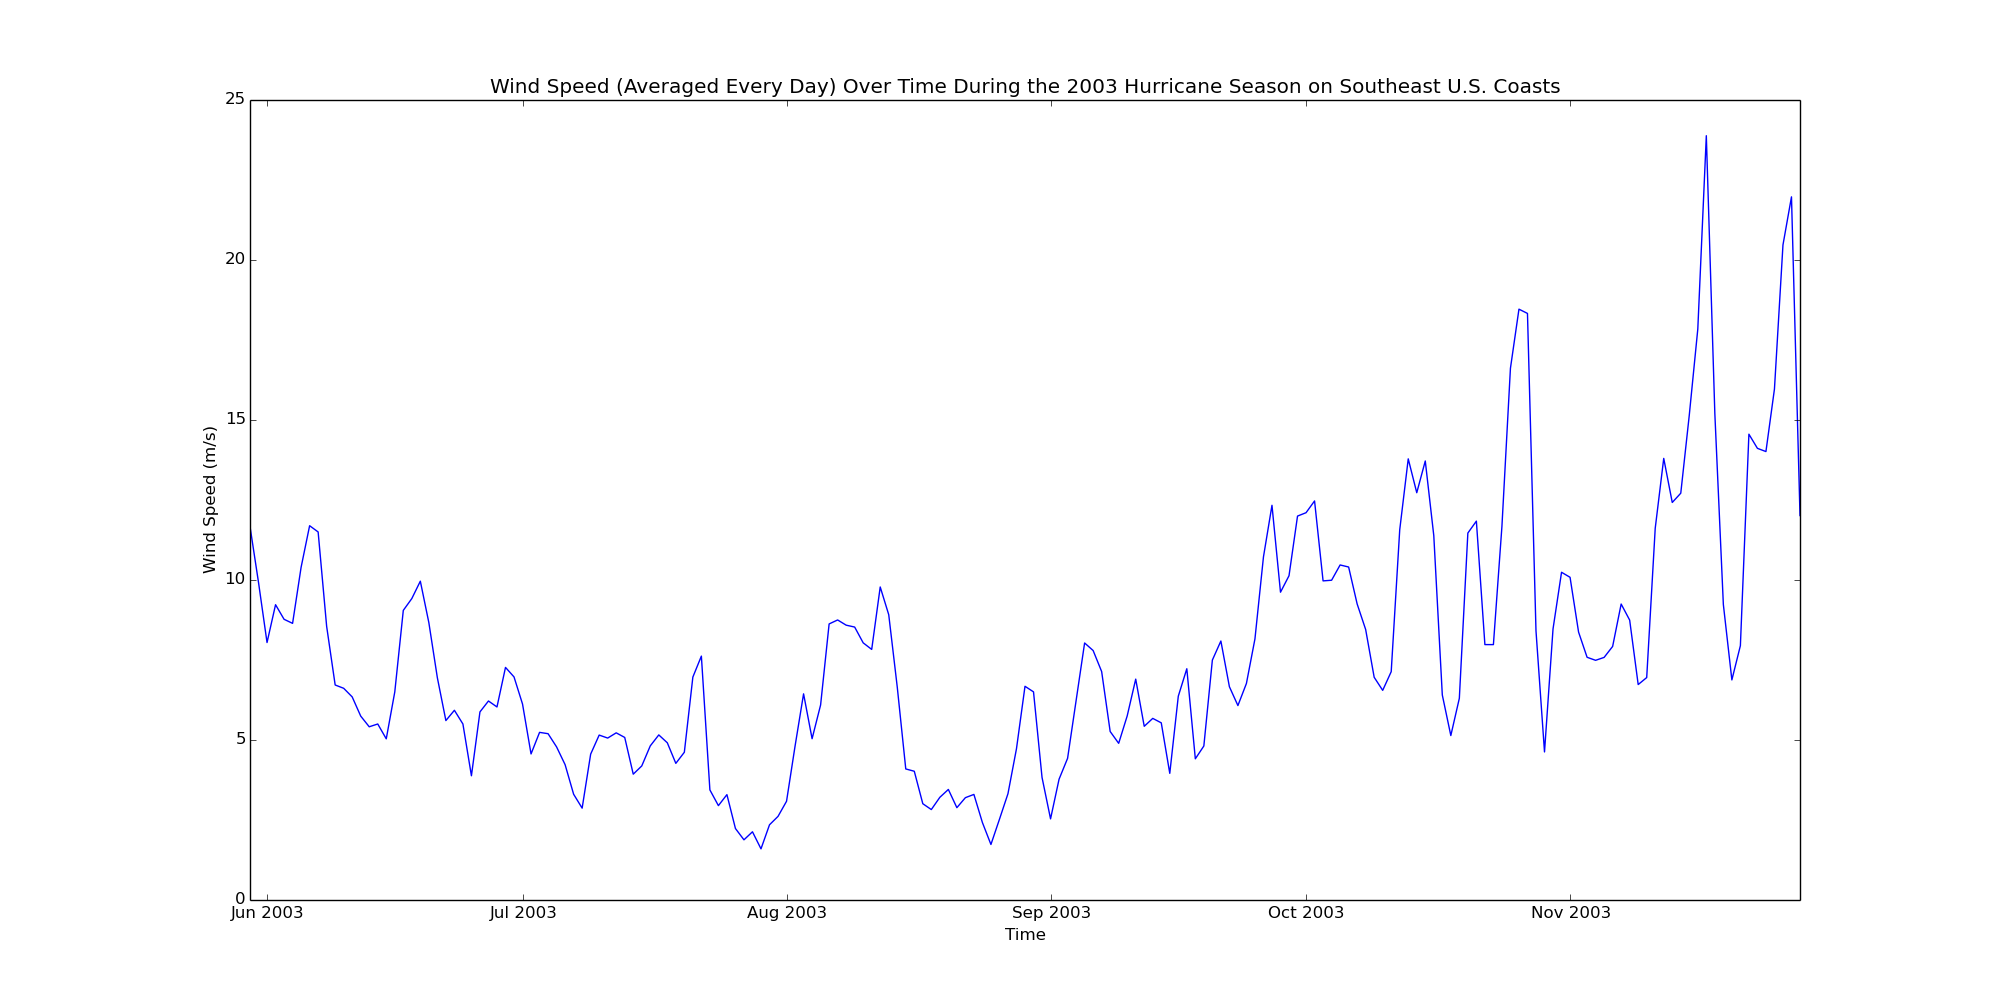 Wind Speed (Averaged Every Day) Over Time During the 2003 Hurricane Season on Southeast U.S. Coasts
25
20
15
10
5
0
Wind Speed (m/s)
Jun 2003 Jul 2003 Aug 2003 Sep 2003 Oct 2003 Nov 2003
Time